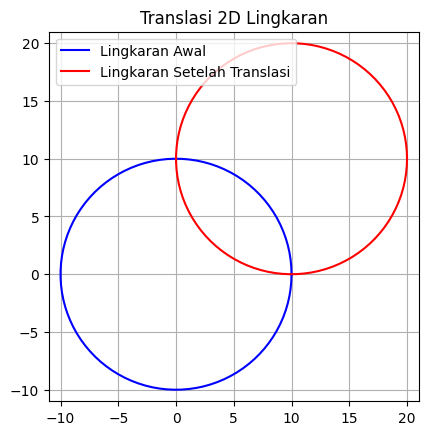 Translasi 2D Lingkaran
Lingkaran Awal
Lingkaran Setelah Translasi
20
15
10
5
0
−5
−10
−10 −5 0 5 10 15 20